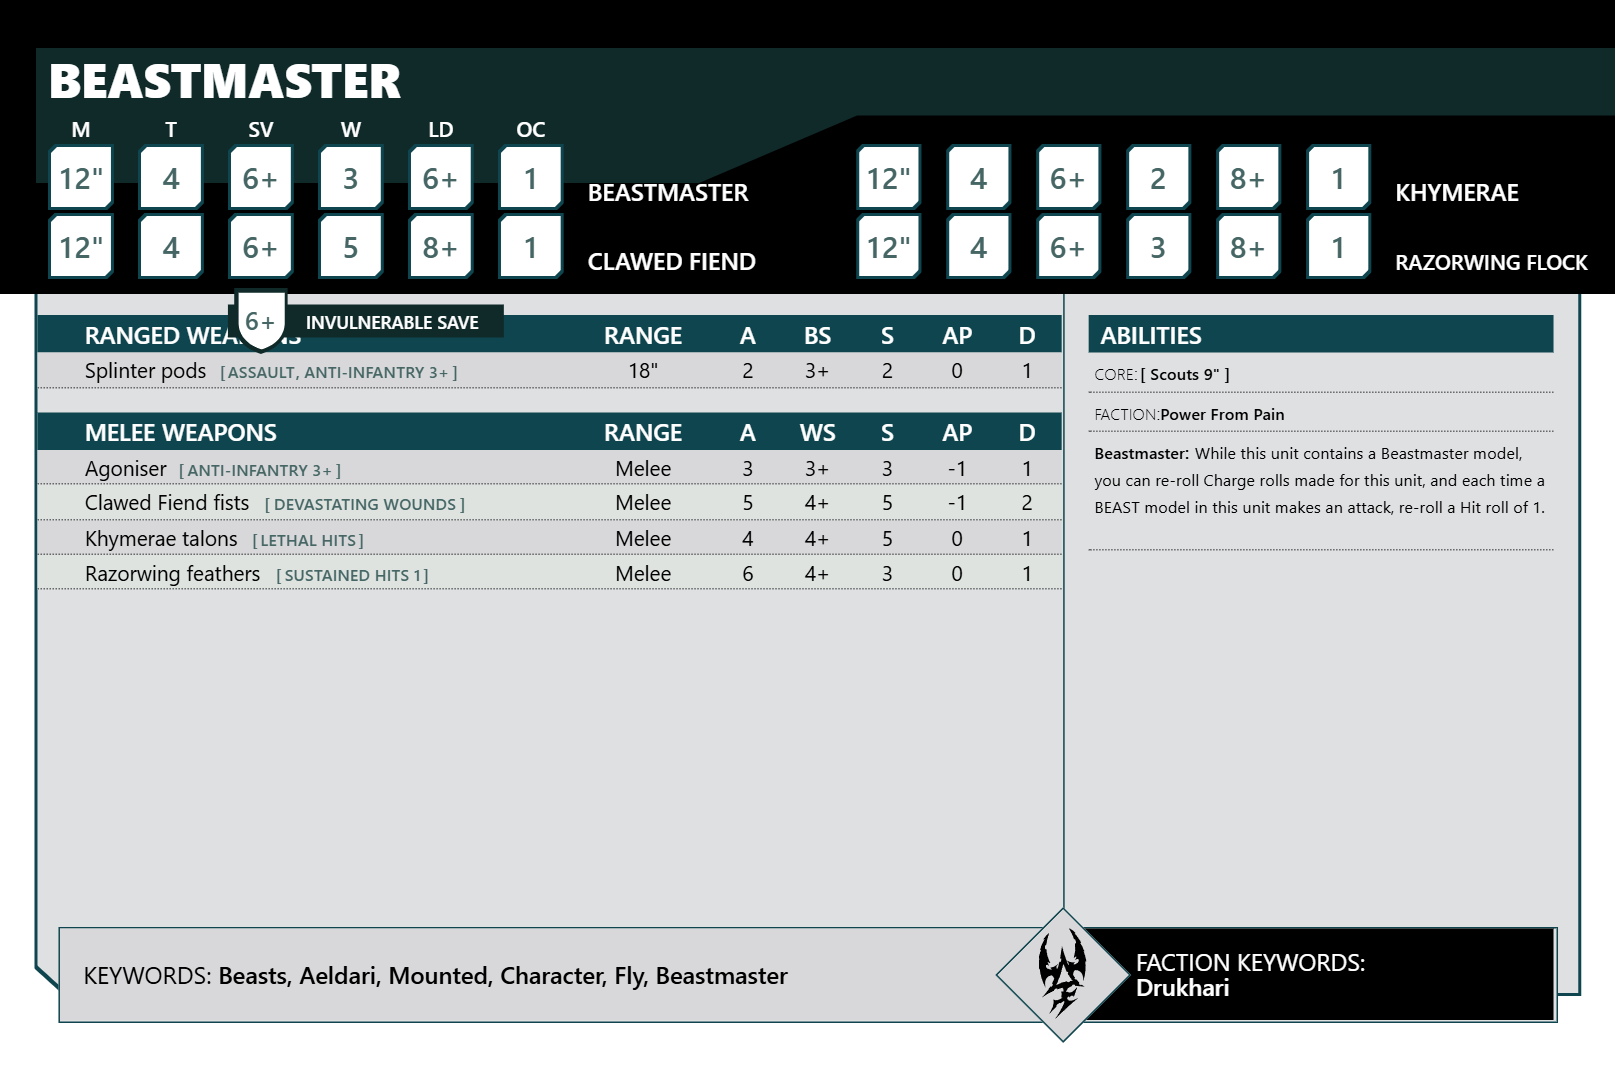 BEASTMASTER
M T SV W LD OC
12" 4 6+ 3 6+ 1 BEASTMASTER 12" 4 6+ 2 8+ 1 KHYMERAE
12" 4 6+ 5 8+ 1 CLAWED FIEND 12" 4 6+ 3 8+ 1 RAZORWING FLOCK
6+ INVULNERABLE SAVE
RANGED WEAPONS RANGE A BS S AP D
Splinter pods [ ASSAULT, ANTI-INFANTRY 3+ ] 18" 2 3+ 2 0 1
MELEE WEAPONS RANGE A WS S AP D
Agoniser [ ANTI-INFANTRY 3+ ] Melee 3 3+ 3 -1 1
Clawed Fiend fists [ DEVASTATING WOUNDS ] Melee 5 4+ 5 -1 2
Khymerae talons [ LETHAL HITS ] Melee 4 4+ 5 0 1
Razorwing feathers [ SUSTAINED HITS 1 ] Melee 6 4+ 3 0 1
ABILITIES
CORE: [ Scouts 9" ]
FACTION:Power From Pain
Beastmaster: While this unit contains a Beastmaster model,
you can re-roll Charge rolls made for this unit, and each time a
BEAST model in this unit makes an attack, re-roll a Hit roll of 1.
KEYWORDS: Beasts, Aeldari, Mounted, Character, Fly, Beastmaster
FACTION KEYWORDS:
Drukhari